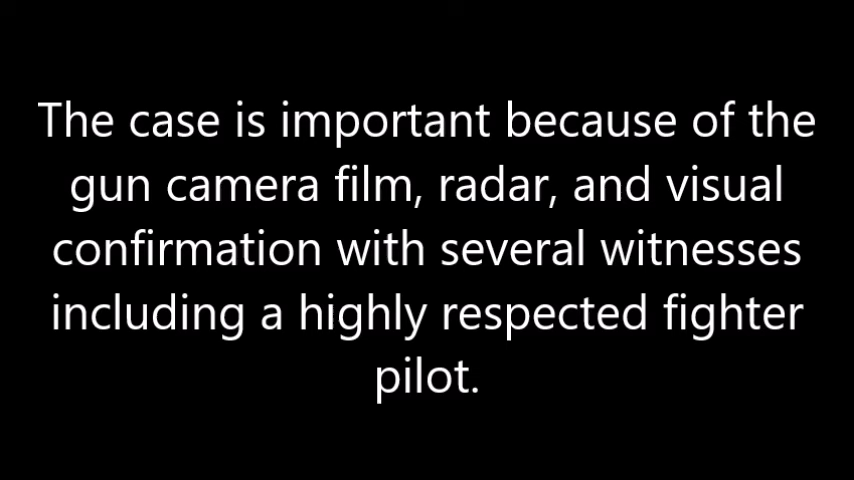 The case is important because of the
gun camera film, radar, and visual
confirmation with several witnesses
including a highly respected fighter
pilot.